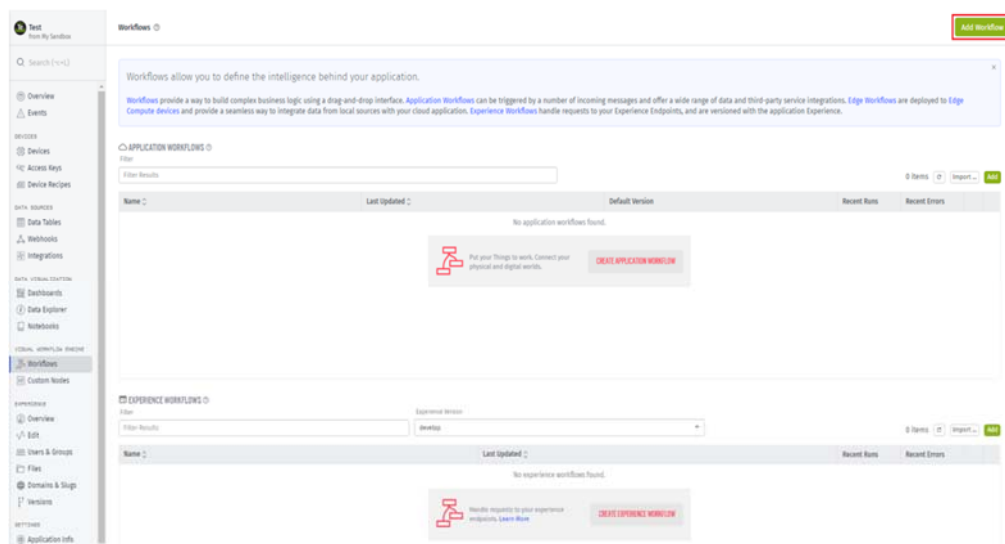 Test
from My Sandbox
Workflows
Add Workflow
Search (⌥+L)
Overview
Events
DEVICES
Devices
Access Keys
Device Recipes
DATA SOURCES
Data Tables
Webhooks
Integrations
DATA VISUALIZATION
Dashboards
Data Explorer
Notebooks
VISUAL WORKFLOW ENGINE
Workflows
Custom Nodes
EXPERIENCE
Overview
Edit
Users & Groups
Files
Domains & Slugs
Versions
SETTINGS
Application Info
Workflows allow you to define the intelligence behind your application.
Workflows provide a way to build complex business logic using a drag-and-drop interface. Application Workflows can be triggered by a number of incoming messages and offer a wide range of data and third-party service integrations. Edge Workflows are deployed to Edge
Compute devices and provide a seamless way to integrate data from local sources with your cloud application. Experience Workflows handle requests to your Experience Endpoints, and are versioned with the application Experience.
APPLICATION WORKFLOWS
Filter
Filter Results
0 items Import ... Add
Name Last Updated Default Version Recent Runs Recent Errors
No application workflows found.
Put your Things to work. Connect your
physical and digital worlds.
CREATE APPLICATION WORKFLOW
EXPERIENCE WORKFLOWS
Filter Experience Version
Filter Results develop 0 items Import ... Add
Name Last Updated Recent Runs Recent Errors
No experience workflows found.
Handle requests to your experience
endpoints. Learn More
CREATE EXPERIENCE WORKFLOW